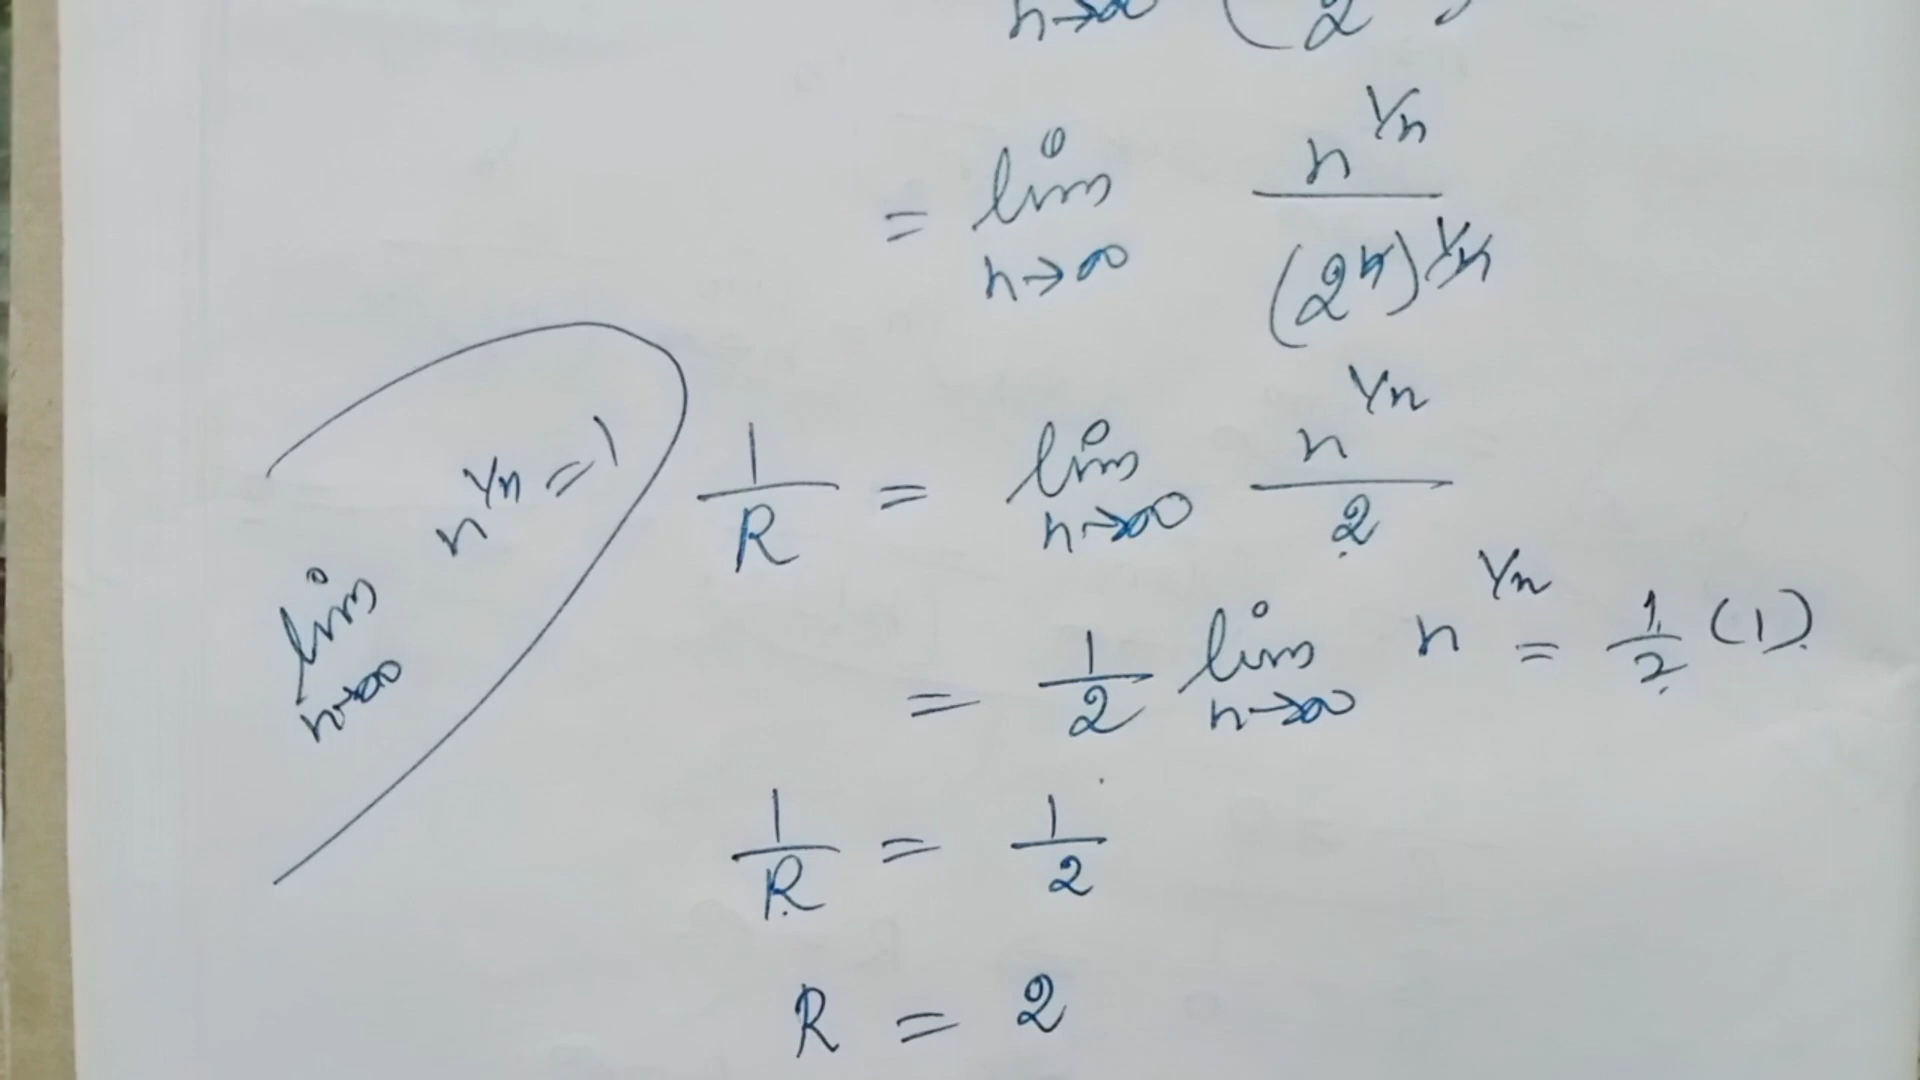 n→∞ ( 2
= lim n→∞ n^{1/n} / (2^n)^{1/n}
lim n→∞ n^{1/n} = 1
1/R = lim n→∞ n^{1/n} / 2
= 1/2 lim n→∞ n^{1/n} = 1/2 (1)
1/R = 1/2
R = 2